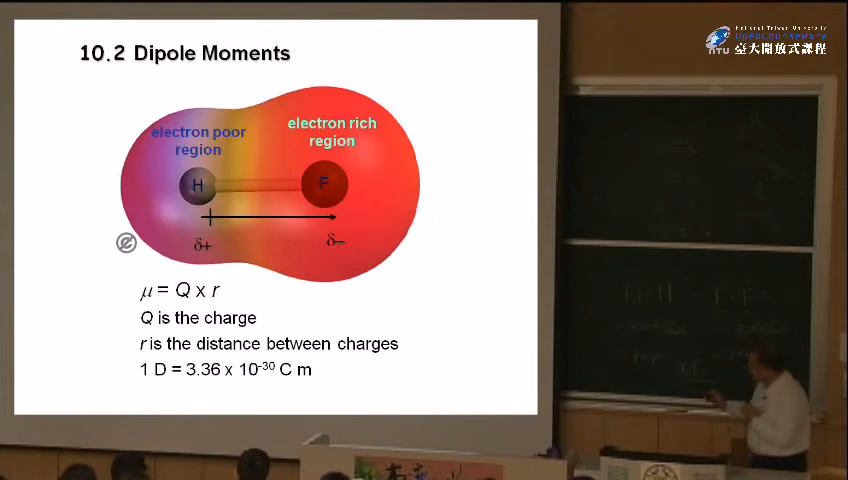 10.2 Dipole Moments
National Taiwan University
OpenCourseware
NTU 臺大開放式課程
electron poor
region
electron rich
region
H
F
δ+
δ–
μ = Q x r
Q is the charge
r is the distance between charges
1 D = 3.36 x 10⁻³⁰ C m